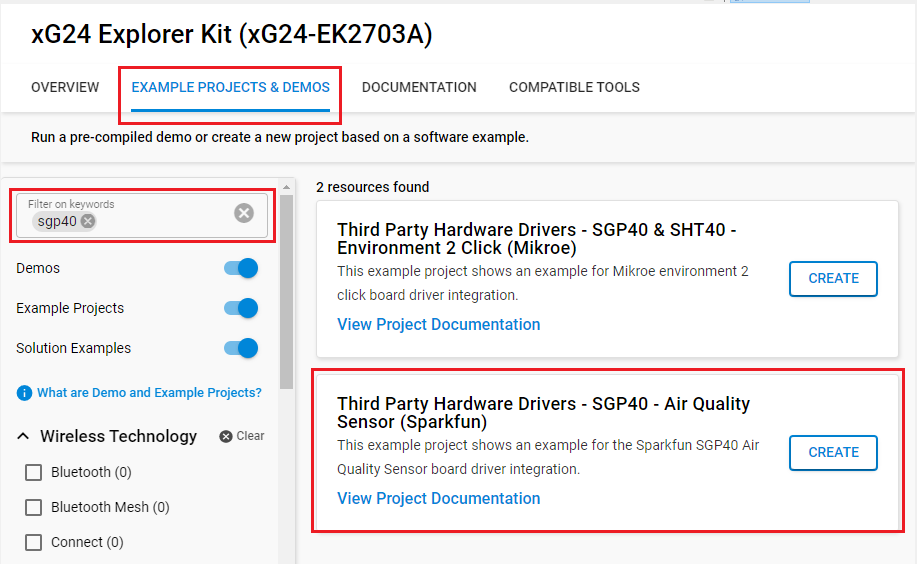 xG24 Explorer Kit (xG24-EK2703A)
OVERVIEW
EXAMPLE PROJECTS & DEMOS
DOCUMENTATION
COMPATIBLE TOOLS
Run a pre-compiled demo or create a new project based on a software example.
Filter on keywords
sgp40
Demos
Example Projects
Solution Examples
What are Demo and Example Projects?
Wireless Technology
Clear
Bluetooth (0)
Bluetooth Mesh (0)
Connect (0)
2 resources found
Third Party Hardware Drivers - SGP40 & SHT40 -
Environment 2 Click (Mikroe)
This example project shows an example for Mikroe environment 2
click board driver integration.
View Project Documentation
CREATE
Third Party Hardware Drivers - SGP40 - Air Quality
Sensor (Sparkfun)
This example project shows an example for the Sparkfun SGP40 Air
Quality Sensor board driver integration.
View Project Documentation
CREATE